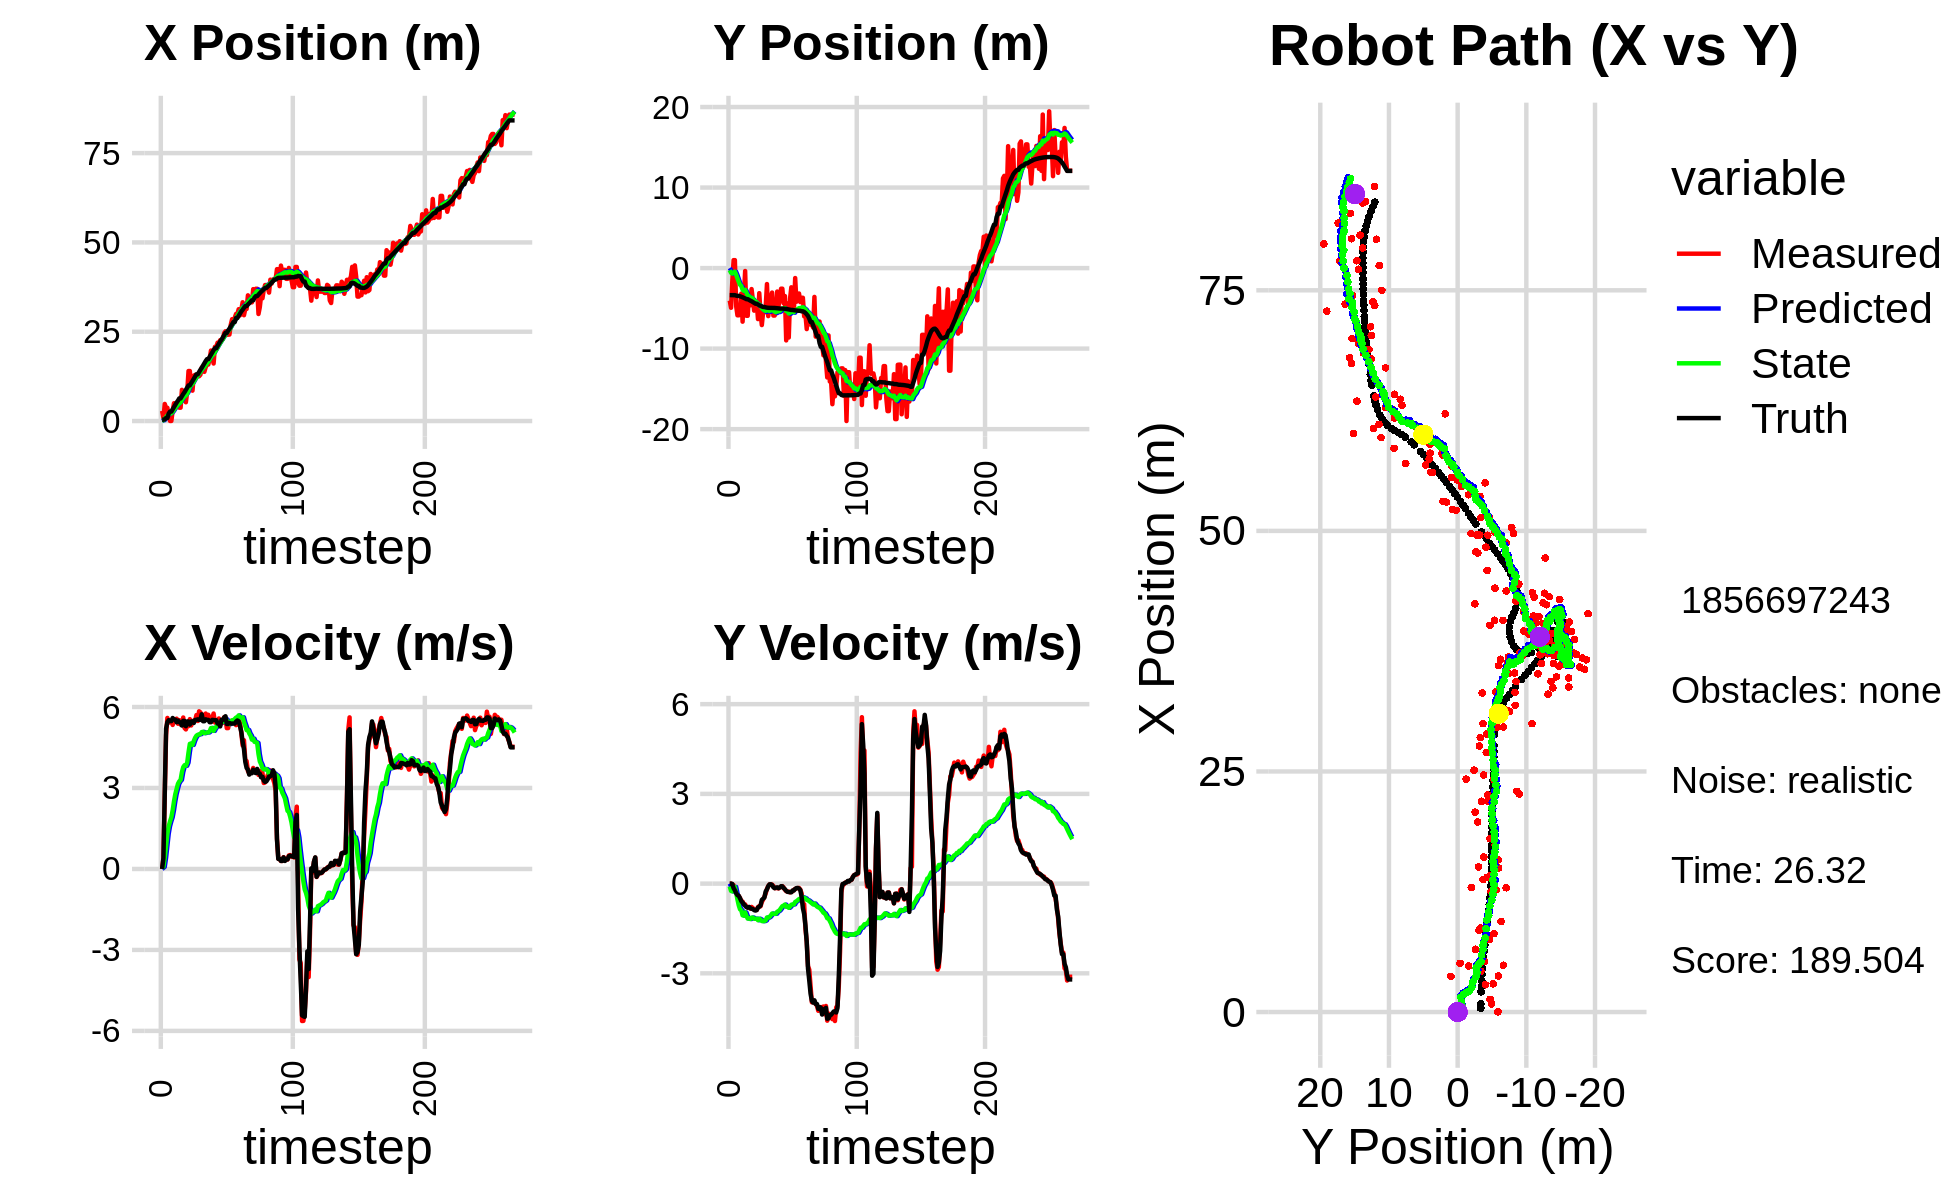 X Position (m)
75
50
25
0
0
100
200
timestep
Y Position (m)
20
10
0
-10
-20
0
100
200
timestep
X Velocity (m/s)
6
3
0
-3
-6
0
100
200
timestep
Y Velocity (m/s)
6
3
0
-3
0
100
200
timestep
Robot Path (X vs Y)
X Position (m)
75
50
25
0
20 10 0 -10 -20
Y Position (m)
variable
Measured
Predicted
State
Truth
1856697243
Obstacles: none
Noise: realistic
Time: 26.32
Score: 189.504